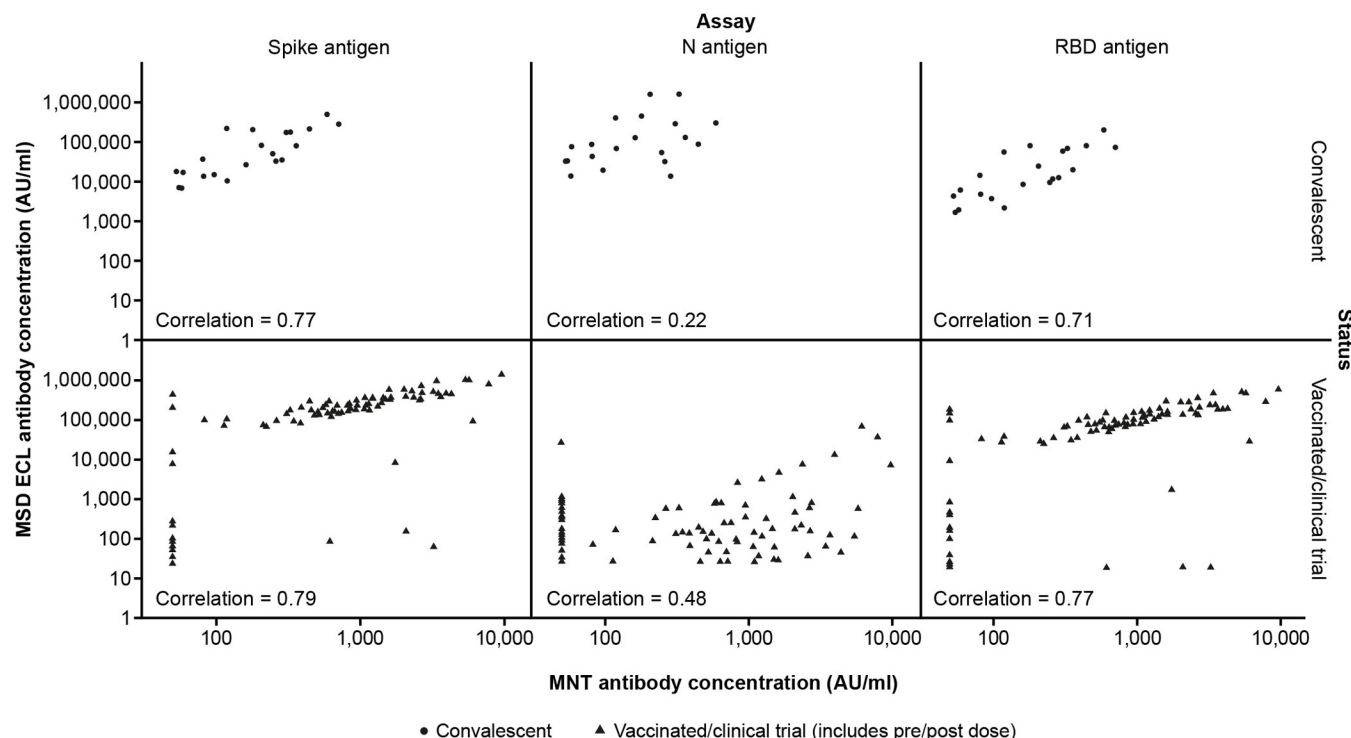 Assay
Spike antigen N antigen RBD antigen
MSD ECL antibody concentration (AU/ml)
1,000,000
100,000
10,000
1,000
100
10
1
Correlation = 0.77 Correlation = 0.22 Correlation = 0.71
Convalescent
Status
1,000,000
100,000
10,000
1,000
100
10
1
Correlation = 0.79 Correlation = 0.48 Correlation = 0.77
Vaccinated/clinical trial
100 1,000 10,000 100 1,000 10,000 100 1,000 10,000
MNT antibody concentration (AU/ml)
Convalescent Vaccinated/clinical trial (includes pre/post dose)